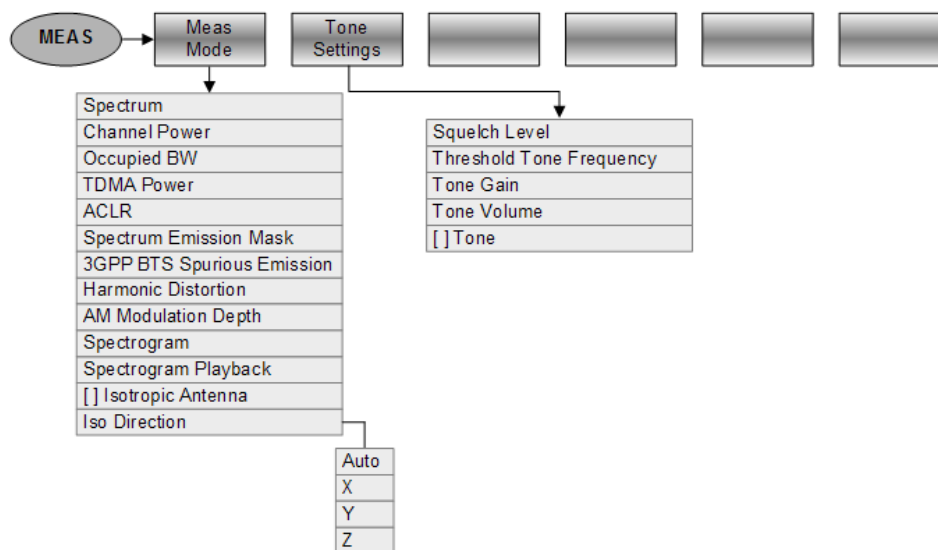 MEAS
Meas
Mode
Tone
Settings
Spectrum
Channel Power
Occupied BW
TDMA Power
ACLR
Spectrum Emission Mask
3GPP BTS Spurious Emission
Harmonic Distortion
AM Modulation Depth
Spectrogram
Spectrogram Playback
[ ] Isotropic Antenna
Iso Direction
Auto
X
Y
Z
Squelch Level
Threshold Tone Frequency
Tone Gain
Tone Volume
[ ] Tone